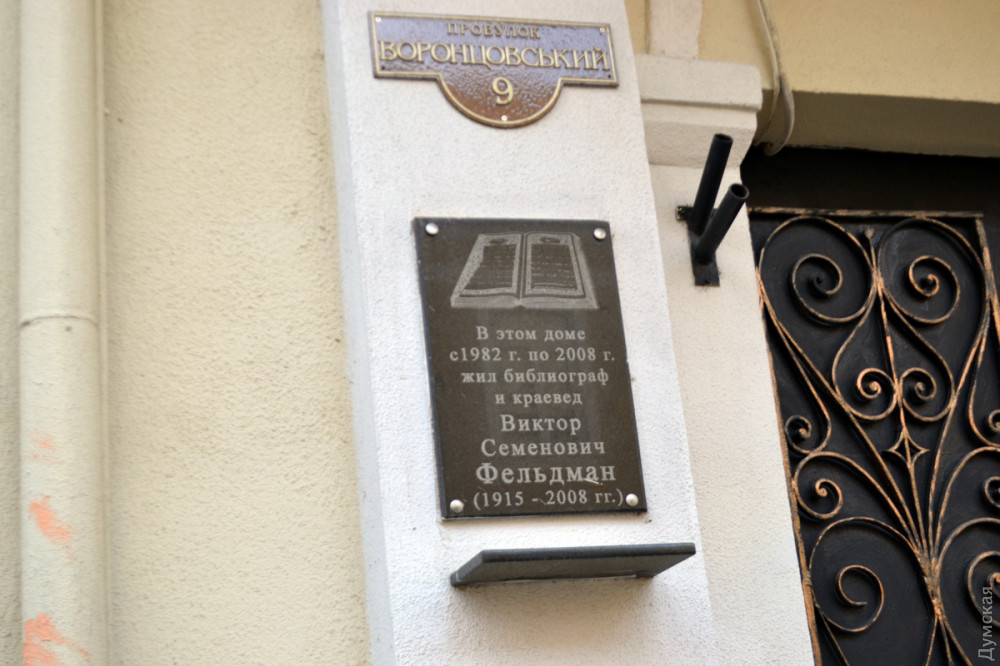 ПРОВУЛОК
ВОРОНЦОВСЬКИЙ
9
В этом доме
с1982 г. по 2008 г.
жил библиограф
и краевед
Виктор
Семенович
Фельдман
(1915 - 2008 гг.)
Думская